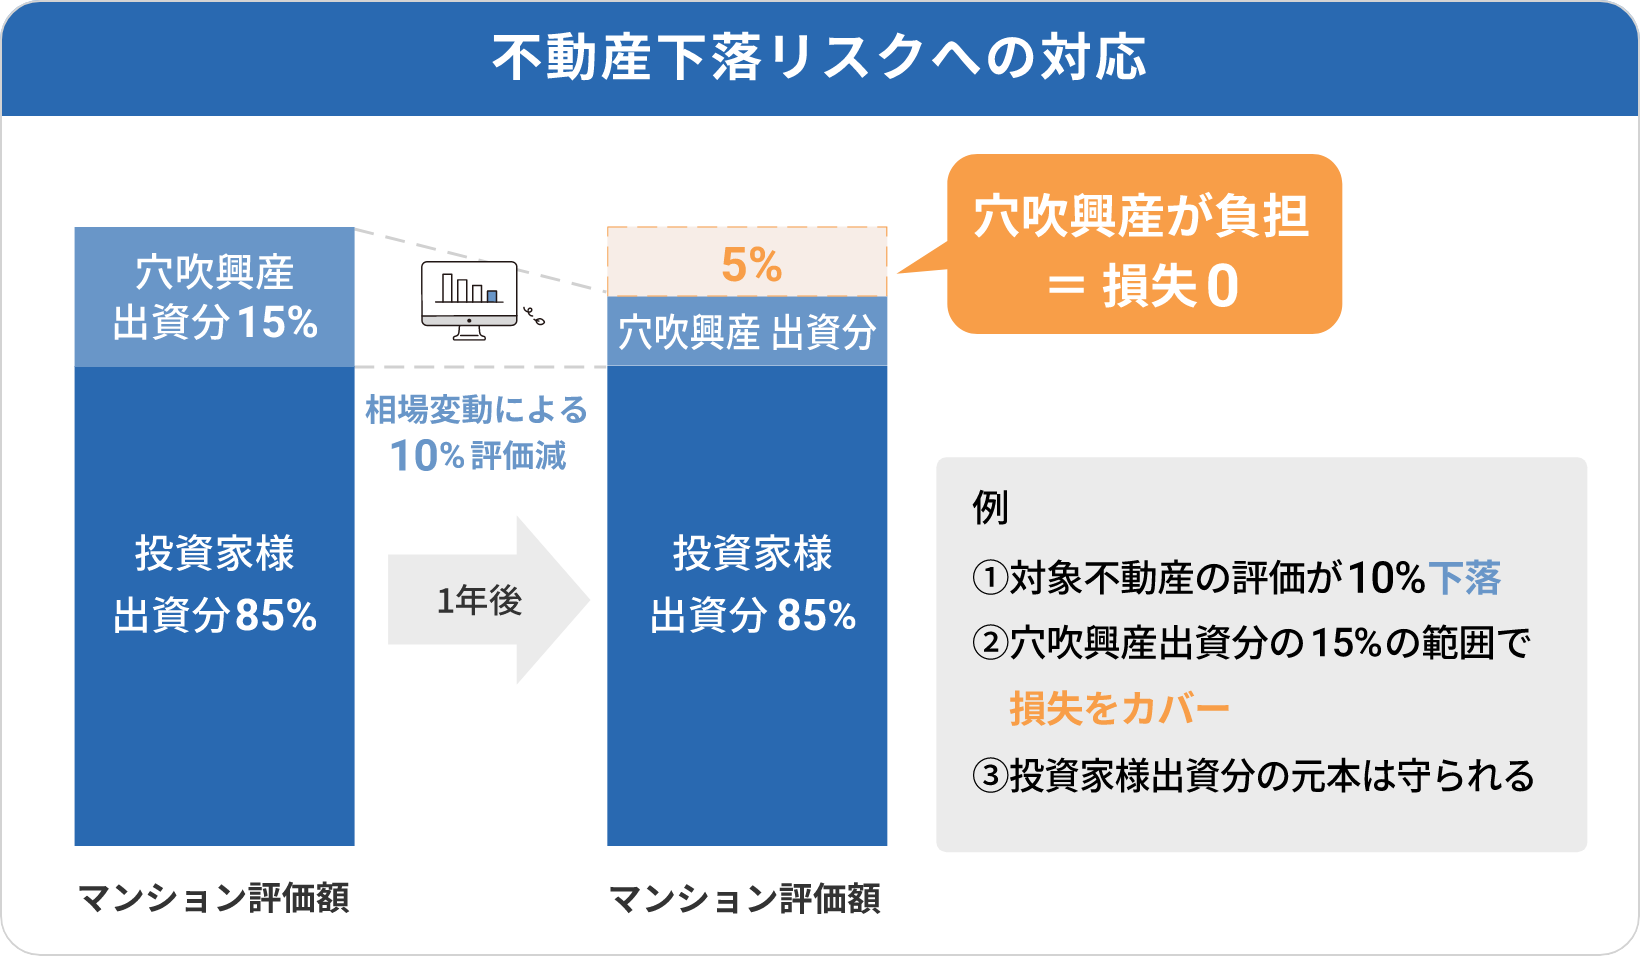 不動産下落リスクへの対応
穴吹興産
出資分15%
投資家様
出資分85%
マンション評価額
相場変動による
10%評価減
1年後
5%
穴吹興産 出資分
投資家様
出資分 85%
マンション評価額
穴吹興産が負担
＝ 損失0
例
①対象不動産の評価が10%下落
②穴吹興産出資分の15%の範囲で
損失をカバー
③投資家様出資分の元本は守られる